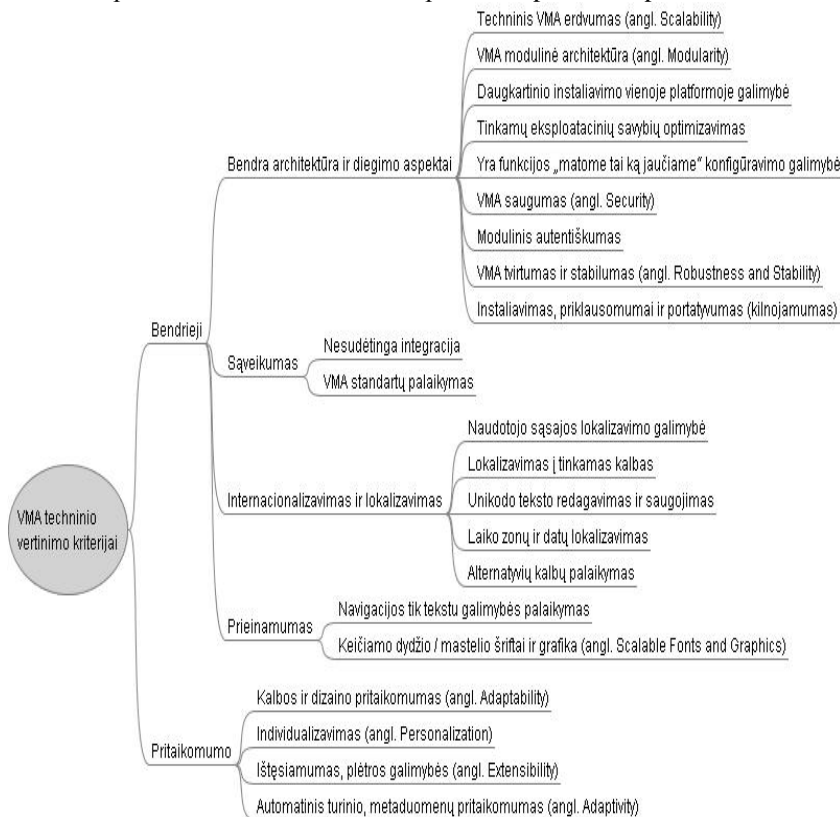 Techninis VMA erdvumas (angl. Scalability)
VMA modulinė architektūra (angl. Modularity)
Daugkartinio instaliavimo vienoje platformoje galimybė
Tinkamų eksploatacinių savybių optimizavimas
Bendra architektūra ir diegimo aspektai
Yra funkcijos „matome tai ką jaučiame“ konfigūravimo galimybė
VMA saugumas (angl. Security)
Modulinis autentiškumas
VMA tvirtumas ir stabilumas (angl. Robustness and Stability)
Instaliavimas, priklausomumai ir portatyvumas (kilnojamumas)
Bendrieji
Sąveikumas
Nesudėtinga integracija
VMA standartų palaikymas
Internacionalizavimas ir lokalizavimas
Naudotojo sąsajos lokalizavimo galimybė
Lokalizavimas į tinkamas kalbas
Unikodo teksto redagavimas ir saugojimas
Laiko zonų ir datų lokalizavimas
Alternatyvių kalbų palaikymas
VMA techninio
vertinimo kriterijai
Prieinamumas
Navigacijos tik tekstu galimybės palaikymas
Keičiamo dydžio / mastelio šriftai ir grafika (angl. Scalable Fonts and Graphics)
Pritaikomumo
Kalbos ir dizaino pritaikomumas (angl. Adaptability)
Individualizavimas (angl. Personalization)
Ištęsiamumas, plėtros galimybės (angl. Extensibility)
Automatinis turinio, metaduomenų pritaikomumas (angl. Adaptivity)